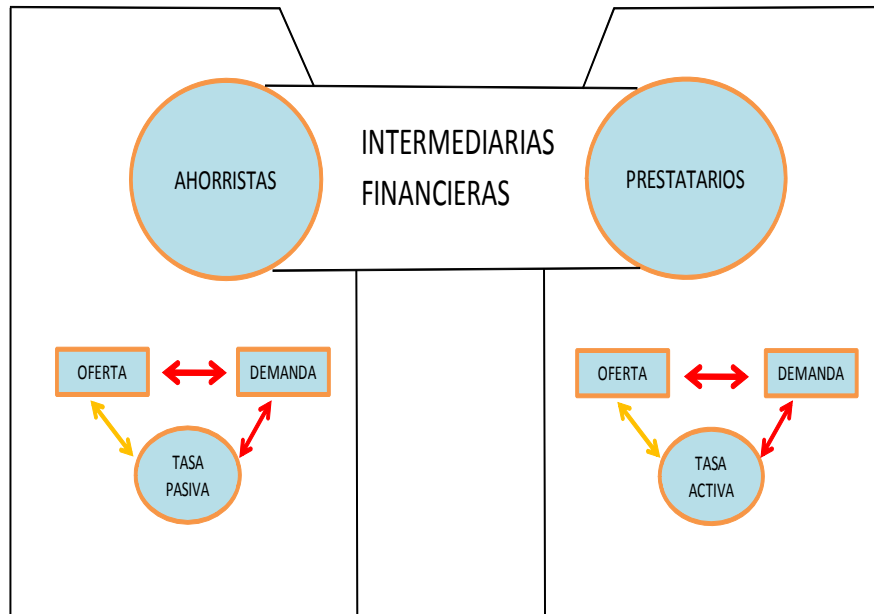 INTERMEDIARIAS
FINANCIERAS
AHORRISTAS
PRESTATARIOS
OFERTA
DEMANDA
TASA
PASIVA
OFERTA
DEMANDA
TASA
ACTIVA